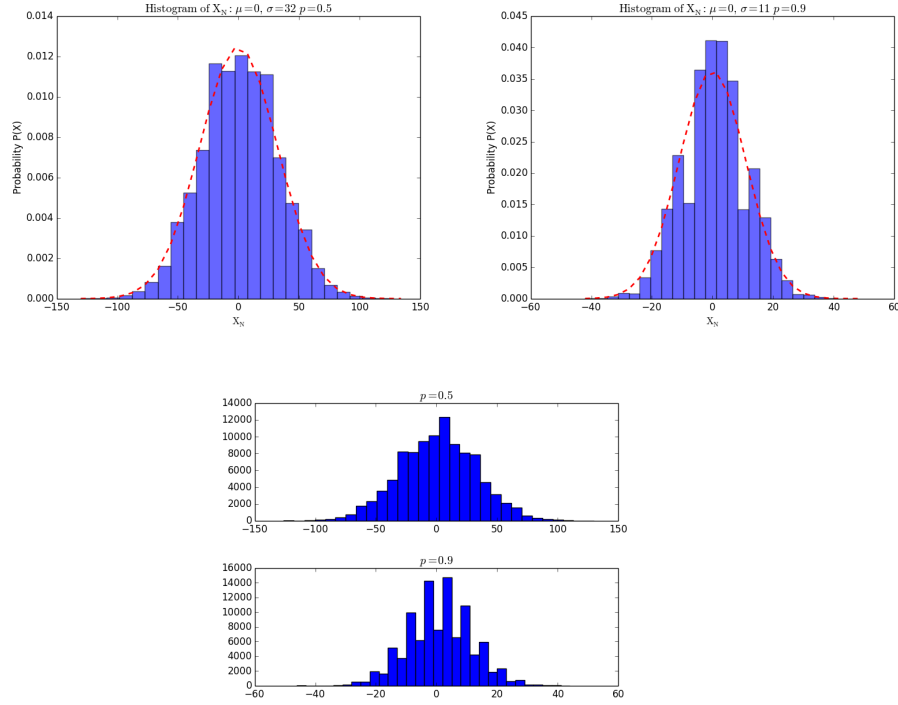 Histogram of X_N: μ=0, σ=32 p=0.5
0.014
0.012
0.010
0.008
0.006
0.004
0.002
0.000
Probability P(X)
−150 −100 −50 0 50 100 150
X_N
Histogram of X_N: μ=0, σ=11 p=0.9
0.045
0.040
0.035
0.030
0.025
0.020
0.015
0.010
0.005
0.000
Probability P(X)
−60 −40 −20 0 20 40 60
X_N
p=0.5
14000
12000
10000
8000
6000
4000
2000
0
−150 −100 −50 0 50 100 150
p=0.9
16000
14000
12000
10000
8000
6000
4000
2000
0
−60 −40 −20 0 20 40 60